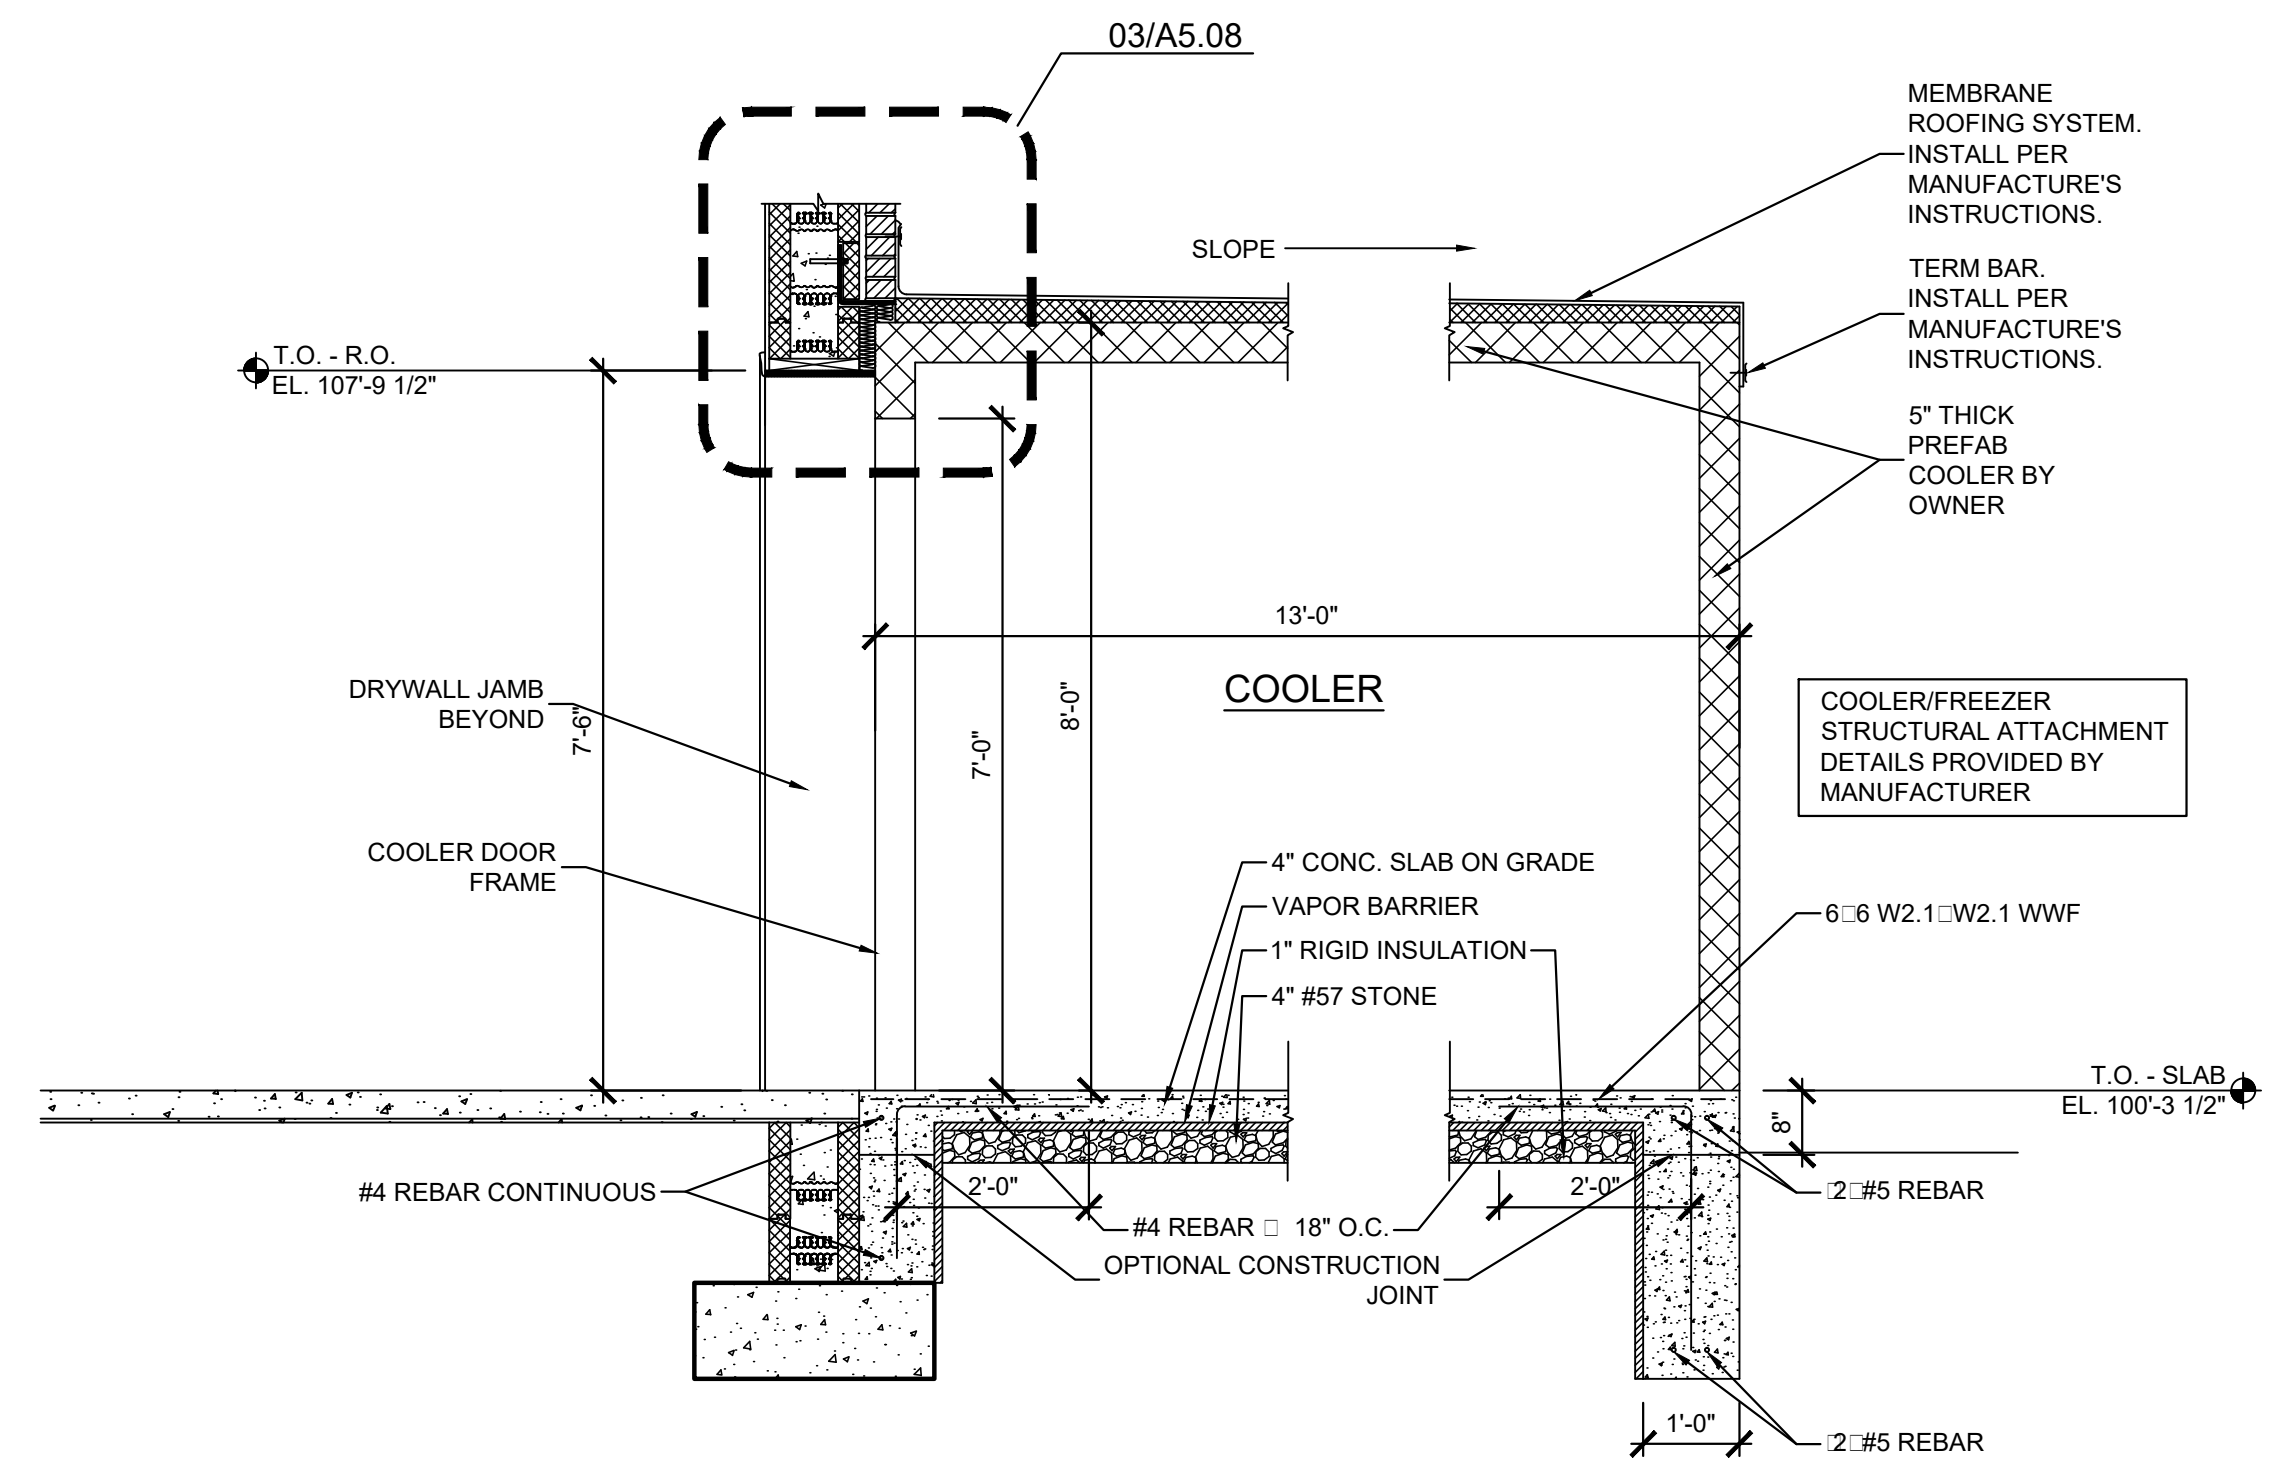 03/A5.08
MEMBRANE
ROOFING SYSTEM.
INSTALL PER
MANUFACTURE'S
INSTRUCTIONS.
SLOPE
TERM BAR.
INSTALL PER
MANUFACTURE'S
INSTRUCTIONS.
T.O. - R.O.
EL. 107'-9 1/2"
5" THICK
PREFAB
COOLER BY
OWNER
13'-0"
COOLER
DRYWALL JAMB
BEYOND
7'-6"
7'-0"
8'-0"
COOLER/FREEZER
STRUCTURAL ATTACHMENT
DETAILS PROVIDED BY
MANUFACTURER
COOLER DOOR
FRAME
4" CONC. SLAB ON GRADE
VAPOR BARRIER
1" RIGID INSULATION
4" #57 STONE
6□6 W2.1□W2.1 WWF
T.O. - SLAB
EL. 100'-3 1/2"
8"
#4 REBAR CONTINUOUS
2'-0"
2'-0"
□2□#5 REBAR
#4 REBAR □ 18" O.C.
OPTIONAL CONSTRUCTION
JOINT
1'-0"
□2□#5 REBAR